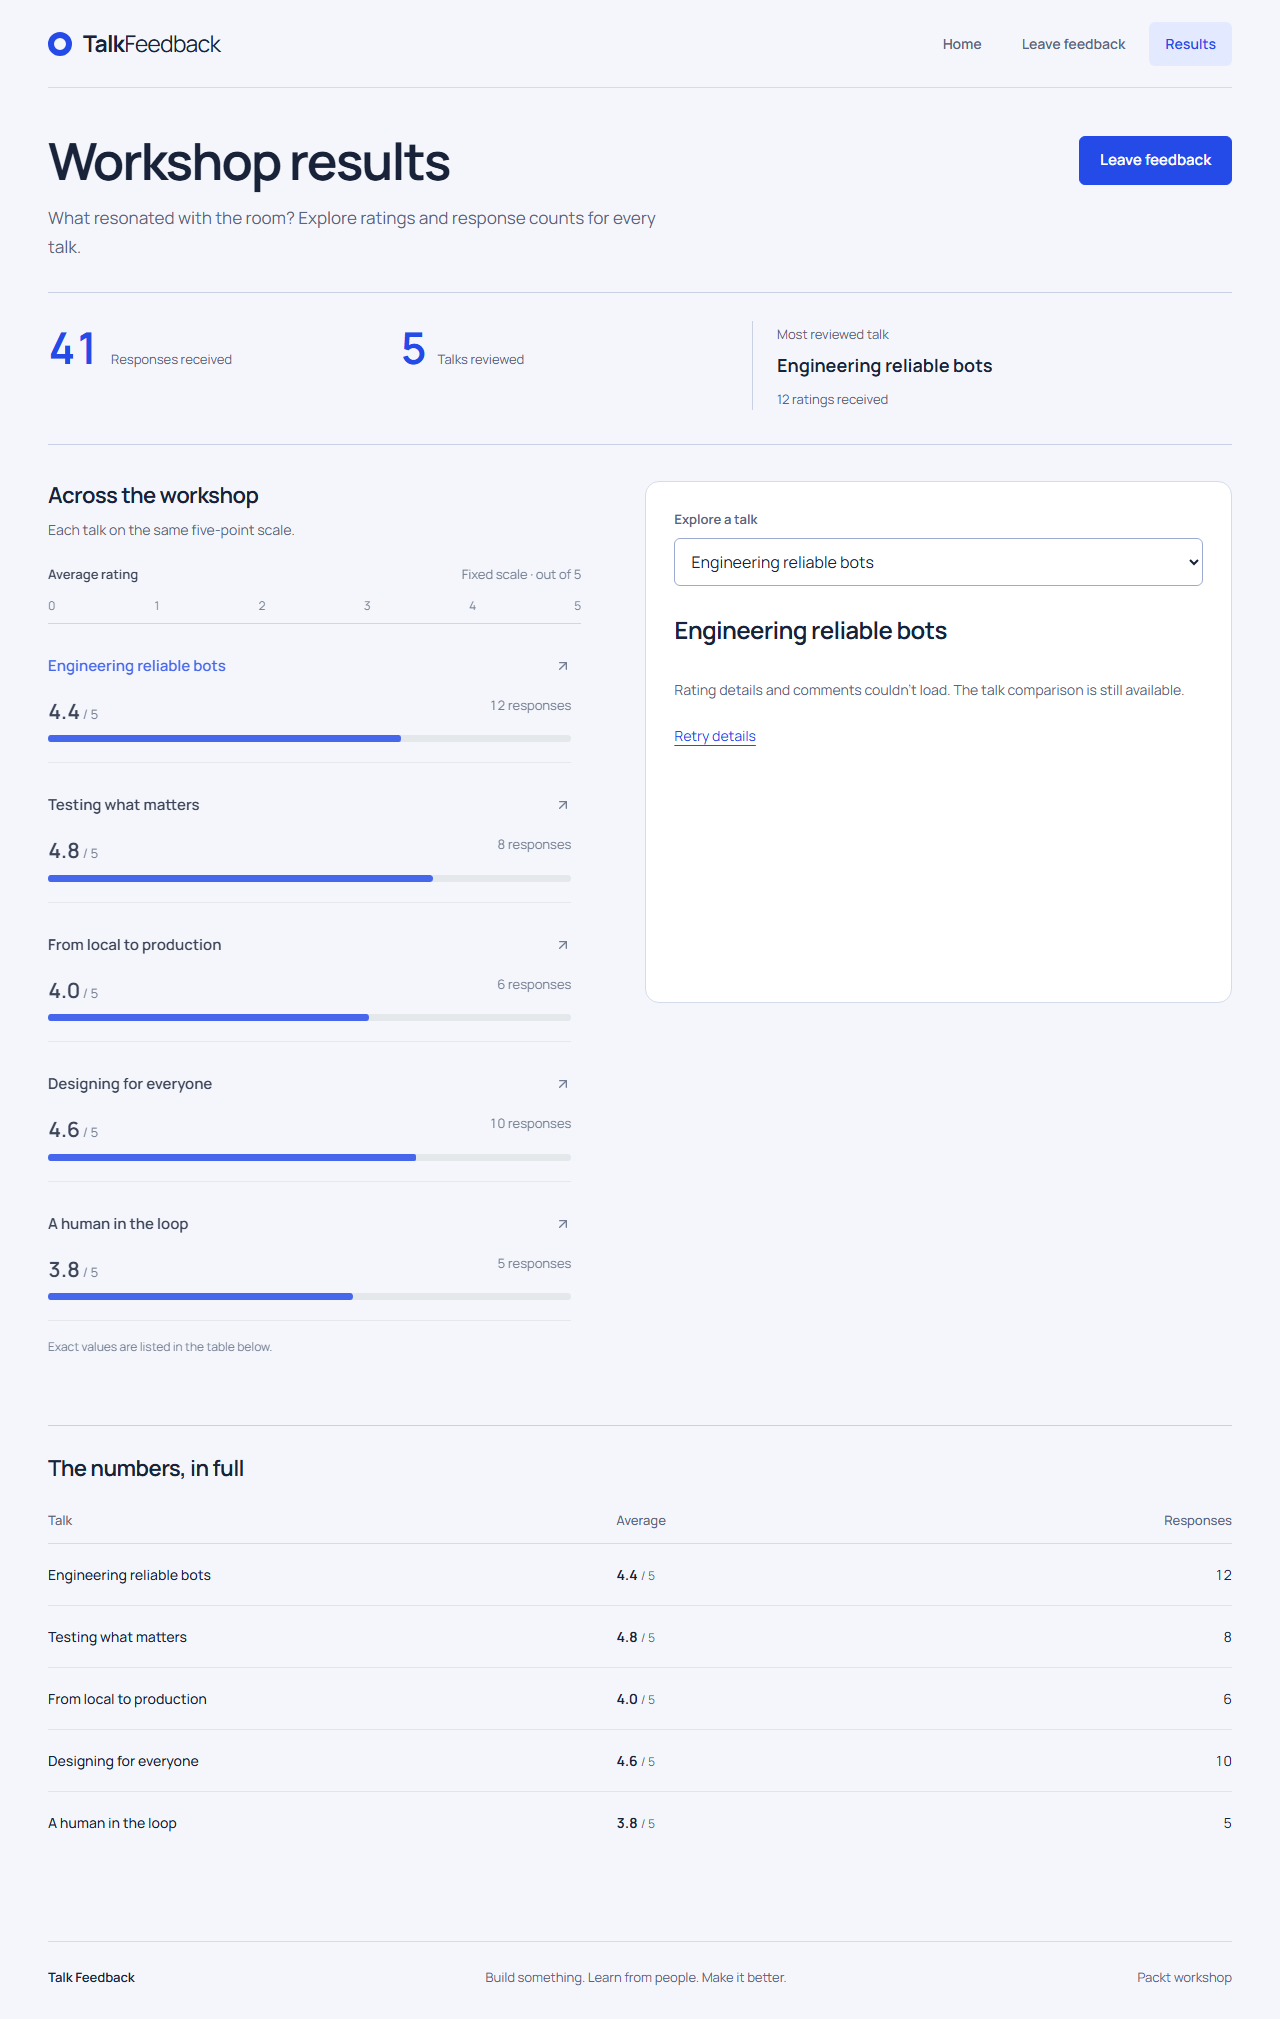 TalkFeedback
Home
Leave feedback
Results
Workshop results
Leave feedback
What resonated with the room? Explore ratings and response counts for every
talk.
41 Responses received
5 Talks reviewed
Most reviewed talk
Engineering reliable bots
12 ratings received
Across the workshop
Each talk on the same five-point scale.
Average rating
Fixed scale · out of 5
0 1 2 3 4 5
Engineering reliable bots
4.4 / 5
12 responses
Testing what matters
4.8 / 5
8 responses
From local to production
4.0 / 5
6 responses
Designing for everyone
4.6 / 5
10 responses
A human in the loop
3.8 / 5
5 responses
Exact values are listed in the table below.
Explore a talk
Engineering reliable bots
Engineering reliable bots
Rating details and comments couldn't load. The talk comparison is still available.
Retry details
The numbers, in full
Talk Average Responses
Engineering reliable bots 4.4 / 5 12
Testing what matters 4.8 / 5 8
From local to production 4.0 / 5 6
Designing for everyone 4.6 / 5 10
A human in the loop 3.8 / 5 5
Talk Feedback
Build something. Learn from people. Make it better.
Packt workshop